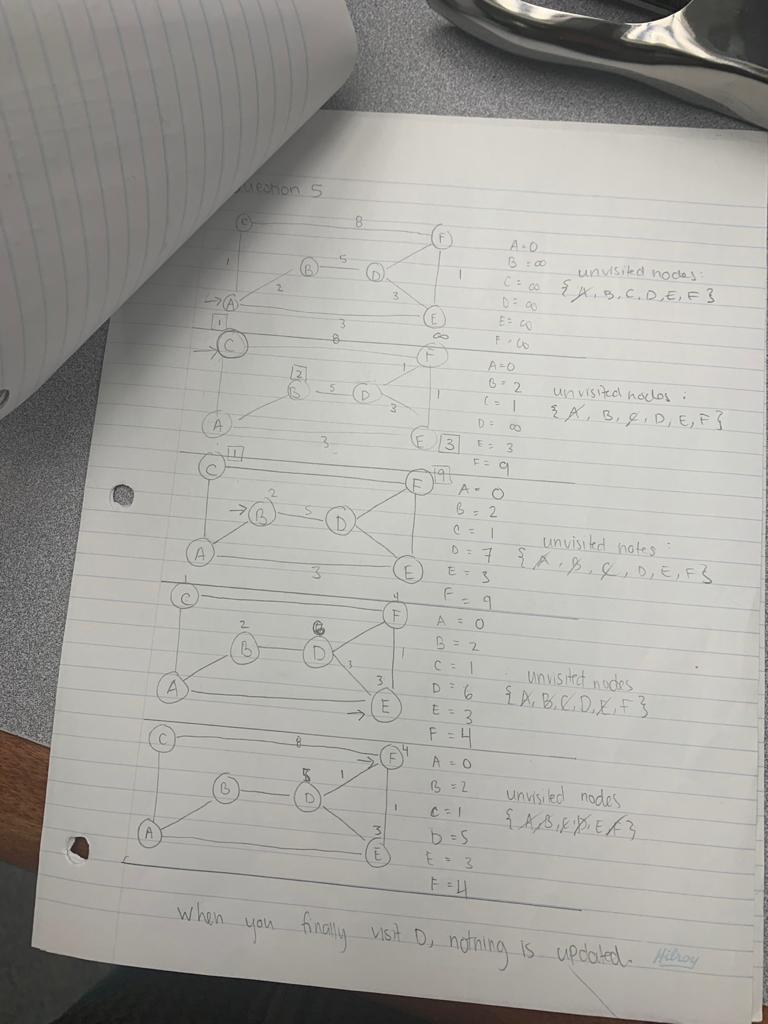 uestion 5
C 8 F
A = 0
B = ∞
1 B 5 D 1
C = ∞
unvisited nodes:
{A, B, C, D, E, F}
2 3
D = ∞
A 3 E
E = ∞
F = ∞
1 8 ∞
C F
A = 0
2 1
B = 2
B 5 D 1
C = 1
unvisited nodes:
{A, B, C, D, E, F}
3
D = ∞
A 3 E 3
E = 3
F = 9
C 1 F 9
A = 0
2
B = 2
B 5 D
C = 1
unvisited notes:
D = 7
{A, B, C, D, E, F}
A 3 E
E = 3
F = 9
1 4
C F
A = 0
2
B = 2
B D 1
C = 1
unvisited nodes
3 3
D = 6
{A, B, C, D, E, F}
A E
E = 3
F = 4
C 8 F 4
A = 0
B = 2
B D 1 1
C = 1
unvisited nodes
{A, B, C, D, E, F}
D = 5
A 3 E
E = 3
F = 4
When you finally visit D, nothing is updated.
Hilroy